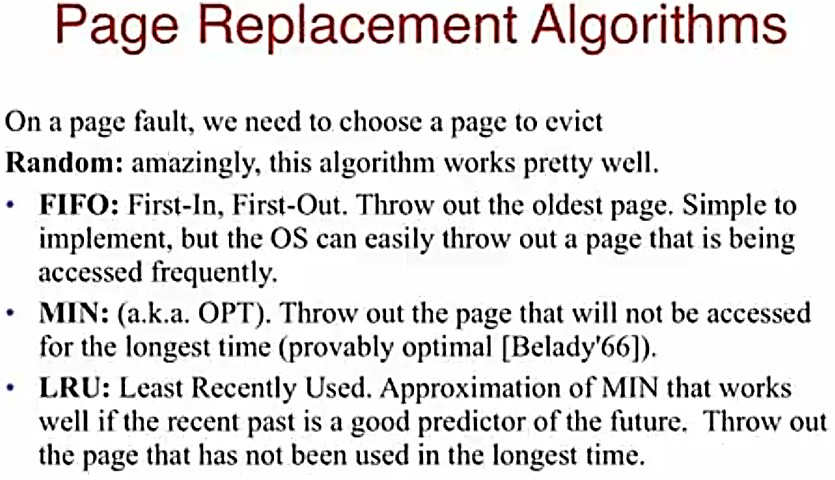 Page Replacement Algorithms
On a page fault, we need to choose a page to evict
Random: amazingly, this algorithm works pretty well.
• FIFO: First-In, First-Out. Throw out the oldest page. Simple to
implement, but the OS can easily throw out a page that is being
accessed frequently.
• MIN: (a.k.a. OPT). Throw out the page that will not be accessed
for the longest time (provably optimal [Belady'66]).
• LRU: Least Recently Used. Approximation of MIN that works
well if the recent past is a good predictor of the future. Throw out
the page that has not been used in the longest time.